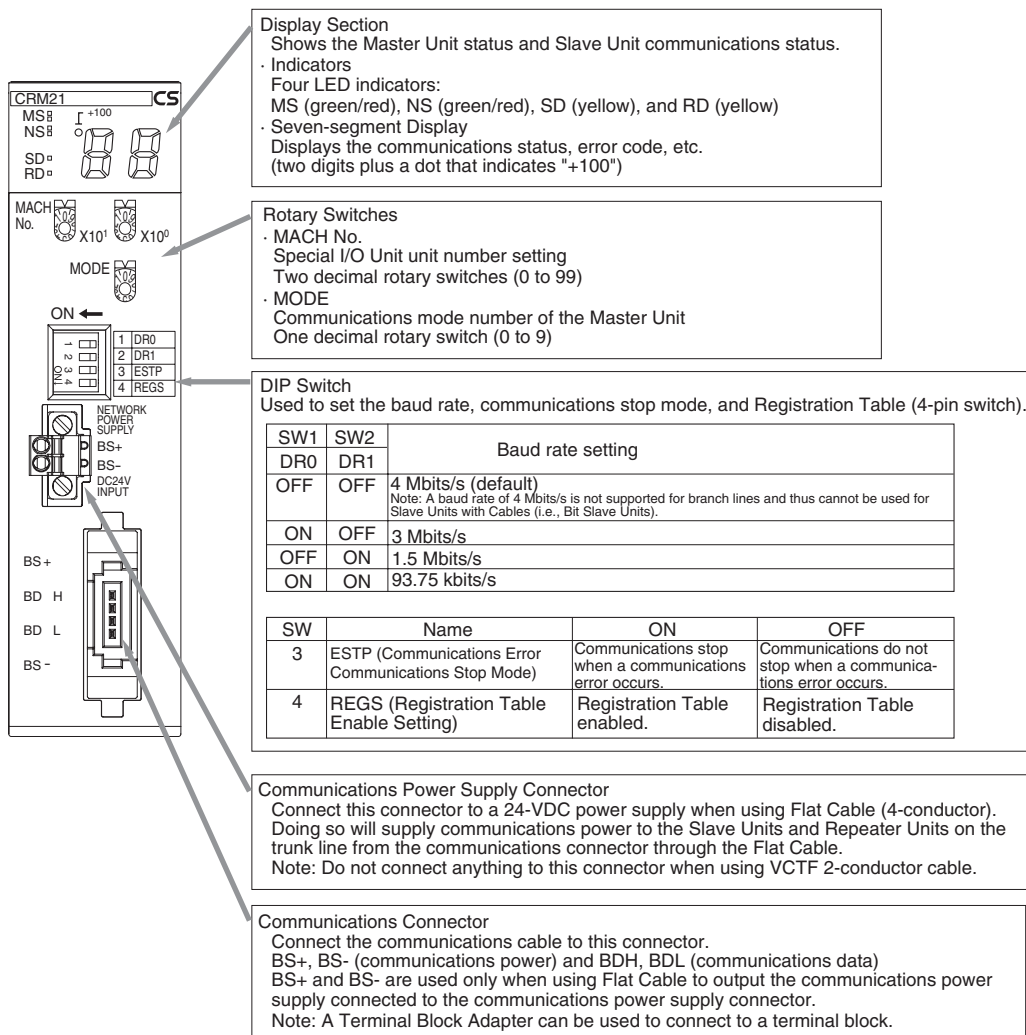 CRM21 CS
MS
NS
+100
SD
RD
MACH
No.
X10¹ X10⁰
MODE
ON
1 2 3 4
ON
1 DR0
2 DR1
3 ESTP
4 REGS
NETWORK
POWER
SUPPLY
BS+
BS-
DC24V
INPUT
BS+
BD H
BD L
BS-
Display Section
Shows the Master Unit status and Slave Unit communications status.
· Indicators
Four LED indicators:
MS (green/red), NS (green/red), SD (yellow), and RD (yellow)
· Seven-segment Display
Displays the communications status, error code, etc.
(two digits plus a dot that indicates "+100")
Rotary Switches
· MACH No.
Special I/O Unit unit number setting
Two decimal rotary switches (0 to 99)
· MODE
Communications mode number of the Master Unit
One decimal rotary switch (0 to 9)
DIP Switch
Used to set the baud rate, communications stop mode, and Registration Table (4-pin switch).
SW1 SW2 Baud rate setting
DR0 DR1
OFF OFF 4 Mbits/s (default)
Note: A baud rate of 4 Mbits/s is not supported for branch lines and thus cannot be used for
Slave Units with Cables (i.e., Bit Slave Units).
ON OFF 3 Mbits/s
OFF ON 1.5 Mbits/s
ON ON 93.75 kbits/s
SW Name ON OFF
3 ESTP (Communications Error Communications Stop Mode) Communications stop when a communications error occurs. Communications do not stop when a communica-tions error occurs.
4 REGS (Registration Table Enable Setting) Registration Table enabled. Registration Table disabled.
Communications Power Supply Connector
Connect this connector to a 24-VDC power supply when using Flat Cable (4-conductor).
Doing so will supply communications power to the Slave Units and Repeater Units on the
trunk line from the communications connector through the Flat Cable.
Note: Do not connect anything to this connector when using VCTF 2-conductor cable.
Communications Connector
Connect the communications cable to this connector.
BS+, BS- (communications power) and BDH, BDL (communications data)
BS+ and BS- are used only when using Flat Cable to output the communications power
supply connected to the communications power supply connector.
Note: A Terminal Block Adapter can be used to connect to a terminal block.